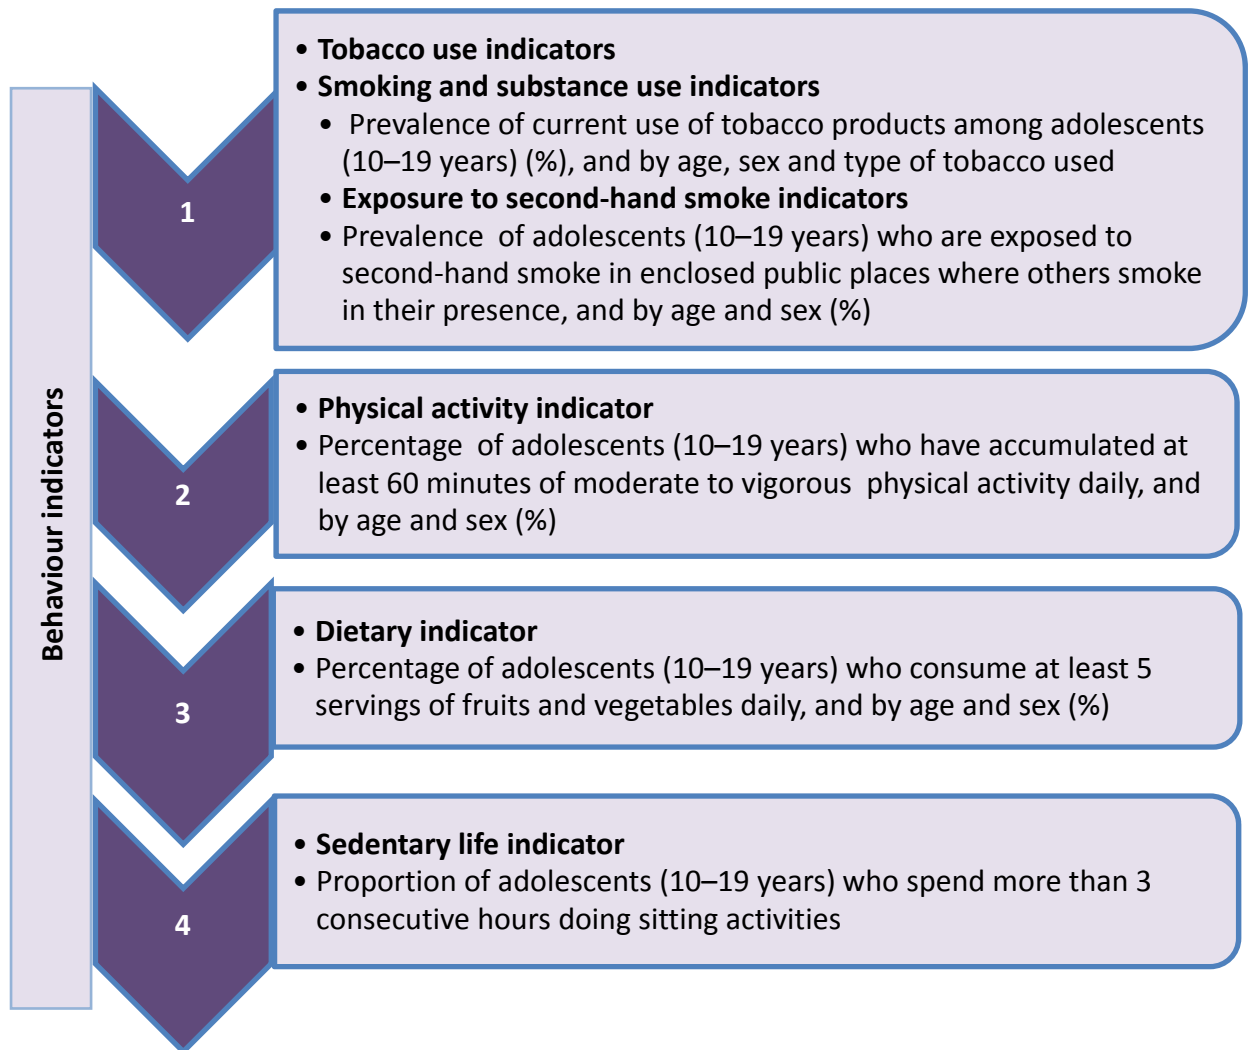 Behaviour indicators
1
• Tobacco use indicators
• Smoking and substance use indicators
• Prevalence of current use of tobacco products among adolescents
(10–19 years) (%), and by age, sex and type of tobacco used
• Exposure to second-hand smoke indicators
• Prevalence of adolescents (10–19 years) who are exposed to
second-hand smoke in enclosed public places where others smoke
in their presence, and by age and sex (%)
2
• Physical activity indicator
• Percentage of adolescents (10–19 years) who have accumulated at
least 60 minutes of moderate to vigorous physical activity daily, and
by age and sex (%)
3
• Dietary indicator
• Percentage of adolescents (10–19 years) who consume at least 5
servings of fruits and vegetables daily, and by age and sex (%)
4
• Sedentary life indicator
• Proportion of adolescents (10–19 years) who spend more than 3
consecutive hours doing sitting activities